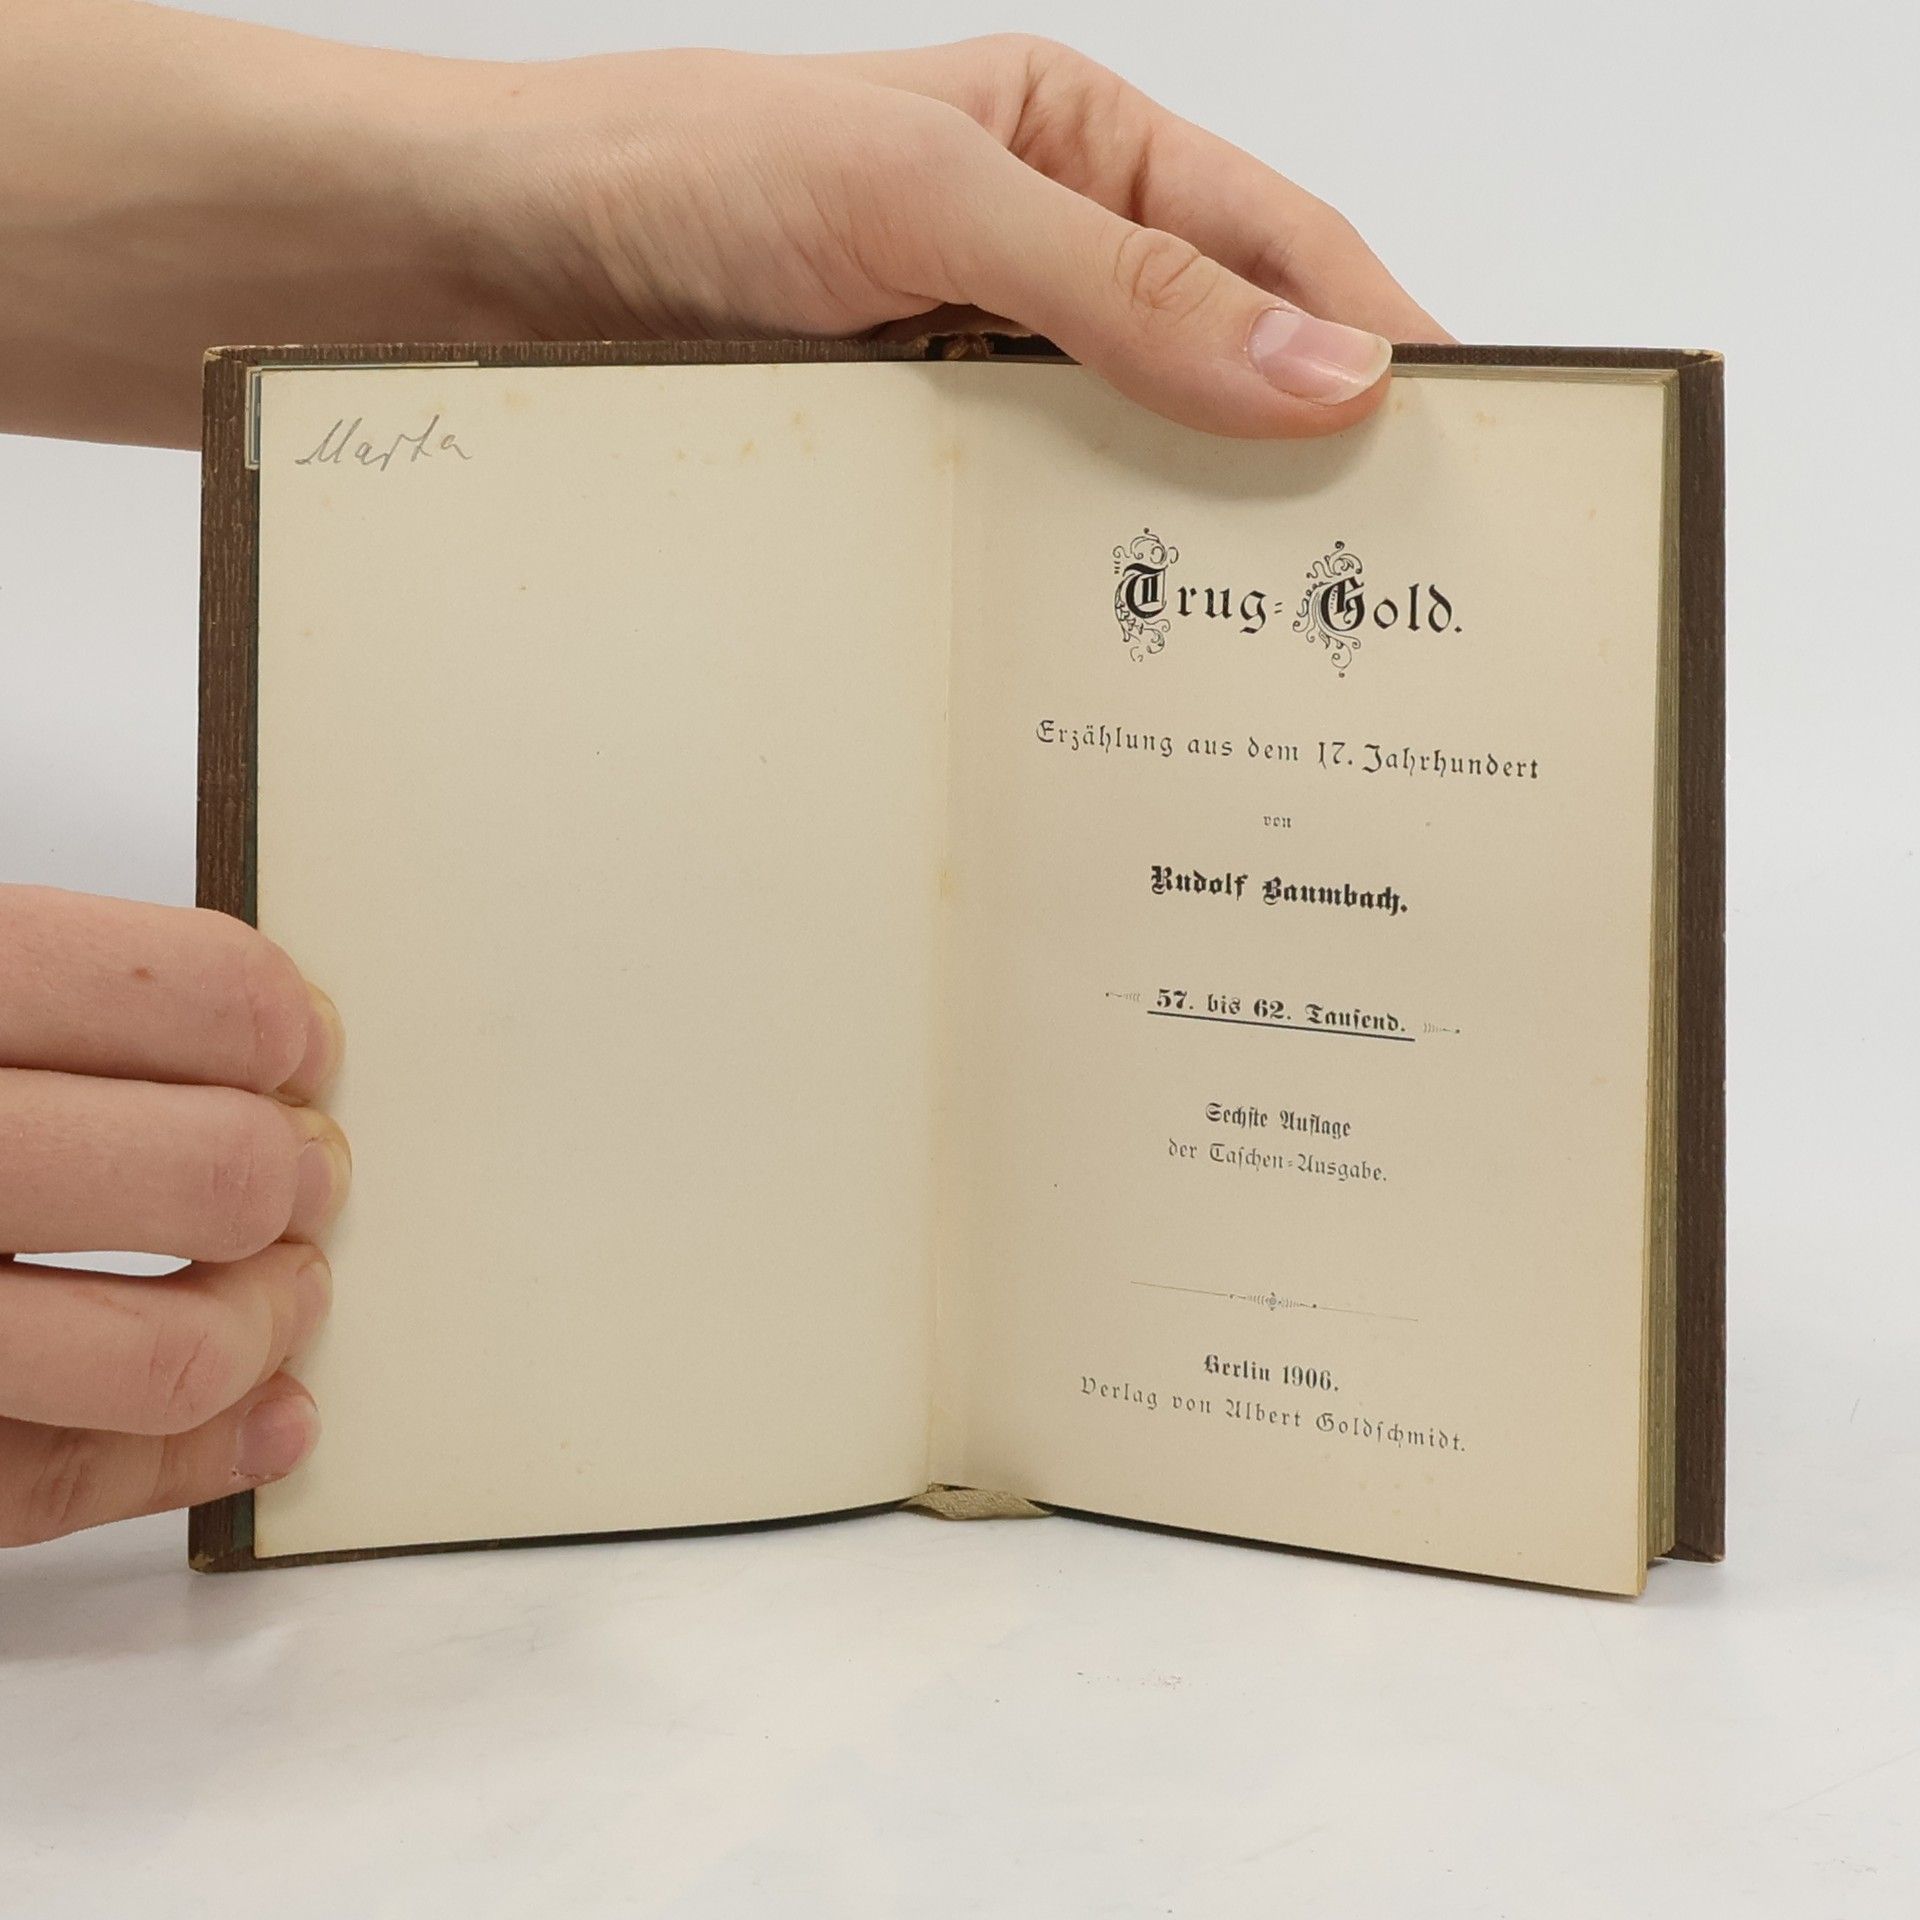 Marta
Trug-Gold.
Erzählung aus dem 17. Jahrhundert
von
Rudolf Baumbach.
57. bis 62. Tausend.
Sechste Auflage
der Taschen-Ausgabe.
Berlin 1906.
Verlag von Albert Goldschmidt.